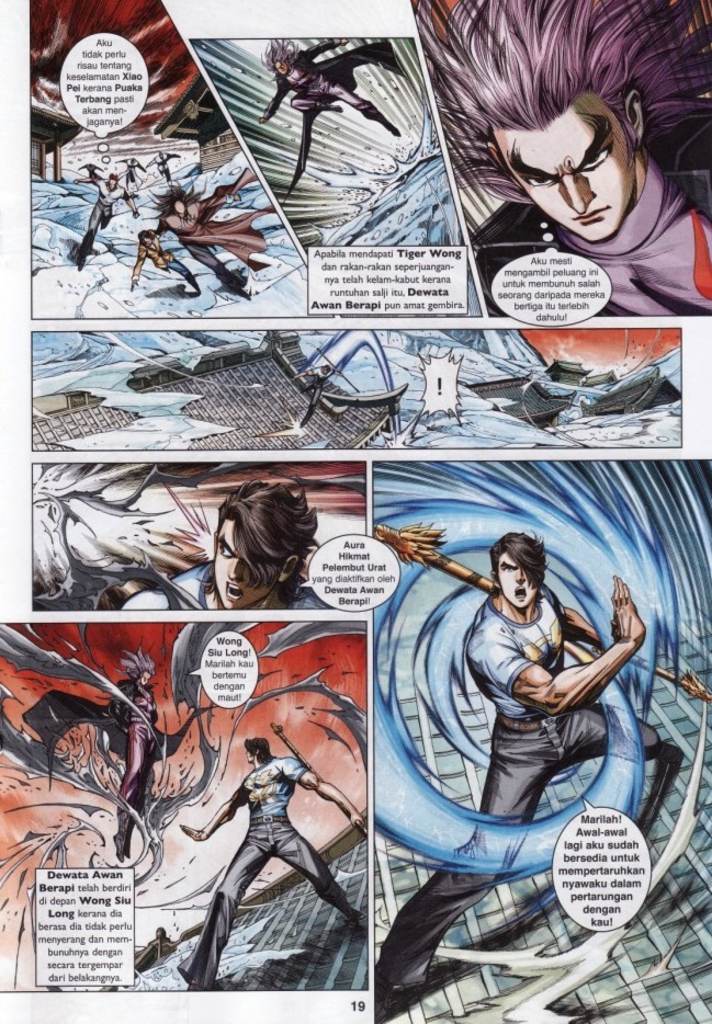 Aku
tidak perlu
risau tentang
keselamatan Xiao
Pei kerana Puaka
Terbang pasti
akan men-
jaganya!
Apabila mendapati Tiger Wong
dan rakan-rakan seperjuangan-
nya telah kelam-kabut kerana
runtuhan salji itu, Dewata
Awan Berapi pun amat gembira.
Aku mesti
mengambil peluang ini
untuk membunuh salah
seorang daripada mereka
bertiga itu terlebih
dahulu!
!
Aura
Hikmat
Pelembut Urat
yang diaktifkan oleh
Dewata Awan
Berapi!
Wong
Siu Long!
Marilah kau
bertemu
dengan
maut!
Dewata Awan
Berapi telah berdiri
di depan Wong Siu
Long kerana dia
berasa dia tidak perlu
menyerang dan mem-
bunuhnya dengan
secara tergempar
dari belakangnya.
Marilah!
Awal-awal
lagi aku sudah
bersedia untuk
mempertaruhkan
nyawaku dalam
pertarungan
dengan
kau!
19